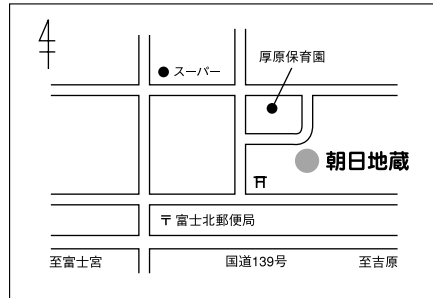 厚原保育園
スーパー
朝日地蔵
〒富士北郵便局
至富士宮
国道139号
至吉原